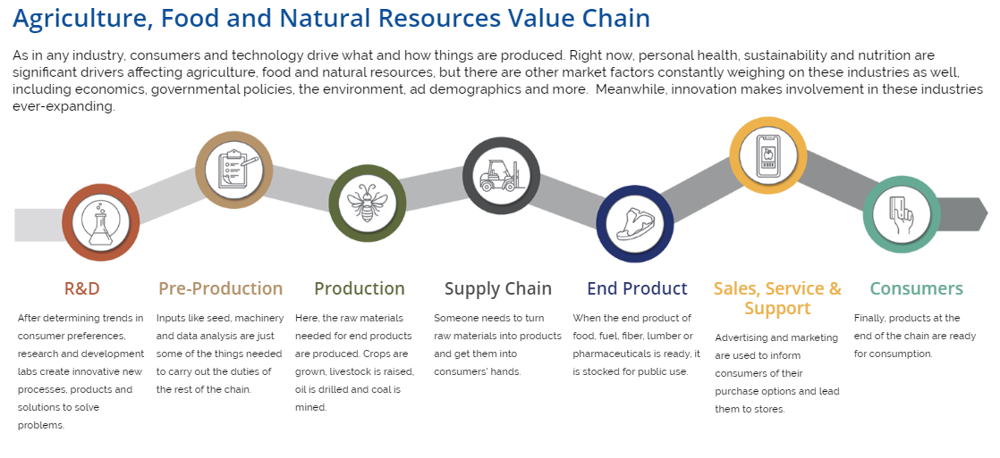 Agriculture, Food and Natural Resources Value Chain
As in any industry, consumers and technology drive what and how things are produced. Right now, personal health, sustainability and nutrition are
significant drivers affecting agriculture, food and natural resources, but there are other market factors constantly weighing on these industries as well,
including economics, governmental policies, the environment, ad demographics and more.  Meanwhile, innovation makes involvement in these industries
ever-expanding.
R&D
After determining trends in
consumer preferences,
research and development
labs create innovative new
processes, products and
solutions to solve
problems.
Pre-Production
Inputs like seed, machinery
and data analysis are just
some of the things needed
to carry out the duties of
the rest of the chain.
Production
Here, the raw materials
needed for end products
are produced. Crops are
grown, livestock is raised,
oil is drilled and coal is
mined.
Supply Chain
Someone needs to turn
raw materials into products
and get them into
consumers' hands.
End Product
When the end product of
food, fuel, fiber, lumber or
pharmaceuticals is ready, it
is stocked for public use.
Sales, Service &
Support
Advertising and marketing
are used to inform
consumers of their
purchase options and lead
them to stores.
Consumers
Finally, products at the
end of the chain are ready
for consumption.